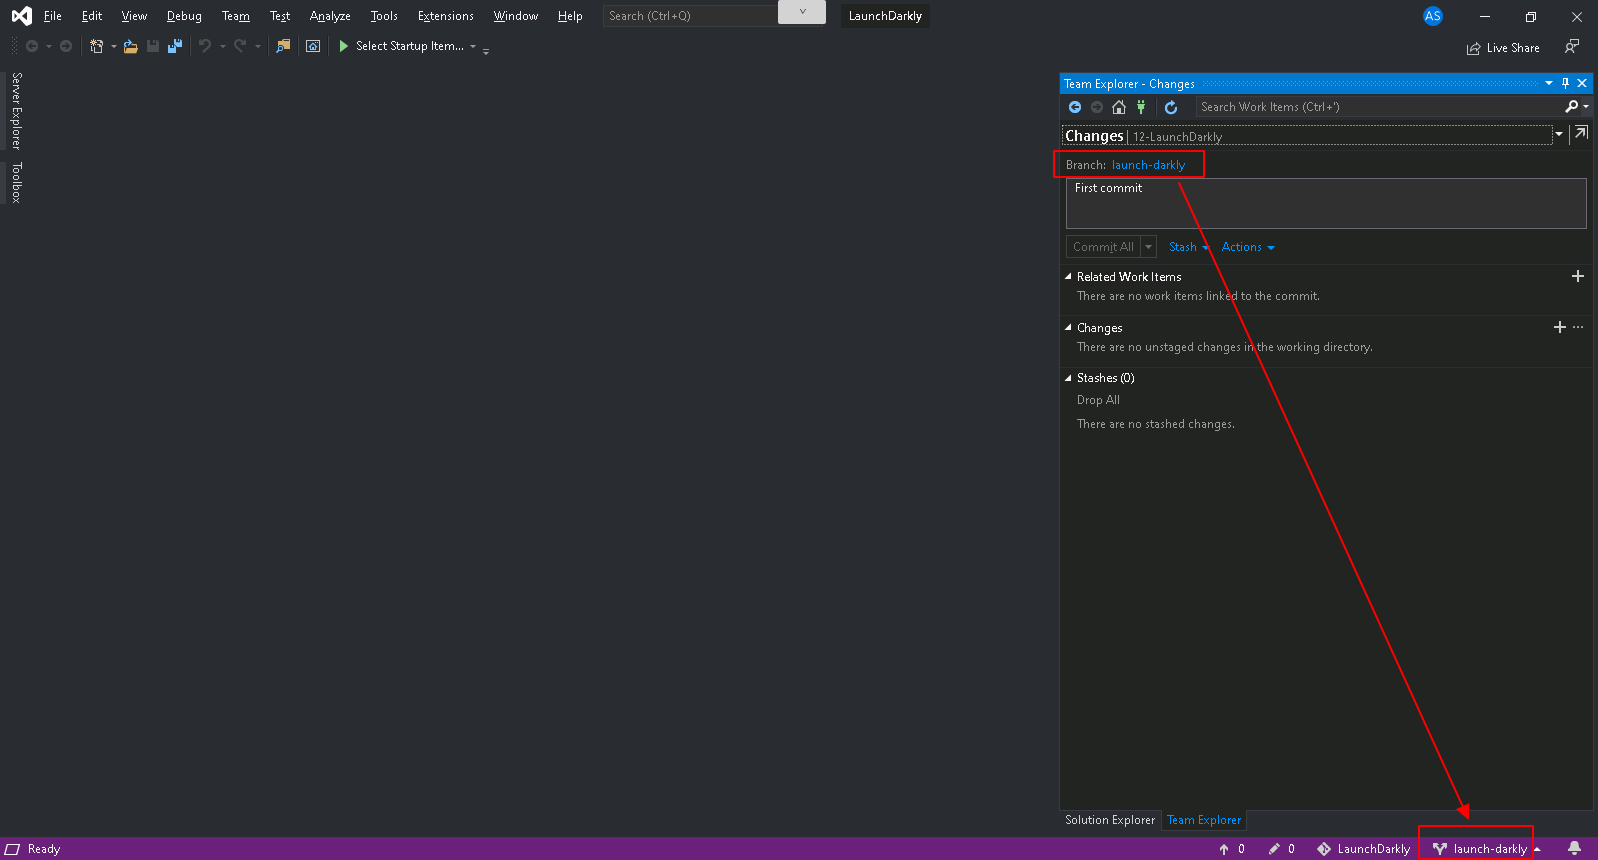 File Edit View Debug Team Test Analyze Tools Extensions Window Help Search (Ctrl+Q) LaunchDarkly AS
Select Startup Item... Live Share
Server Explorer
Toolbox
Team Explorer - Changes
Search Work Items (Ctrl+')
Changes | 12-LaunchDarkly
Branch: launch-darkly
First commit
Commit All Stash Actions
Related Work Items
There are no work items linked to the commit.
Changes
There are no unstaged changes in the working directory.
Stashes (0)
Drop All
There are no stashed changes.
Solution Explorer Team Explorer
Ready 0 0 LaunchDarkly launch-darkly